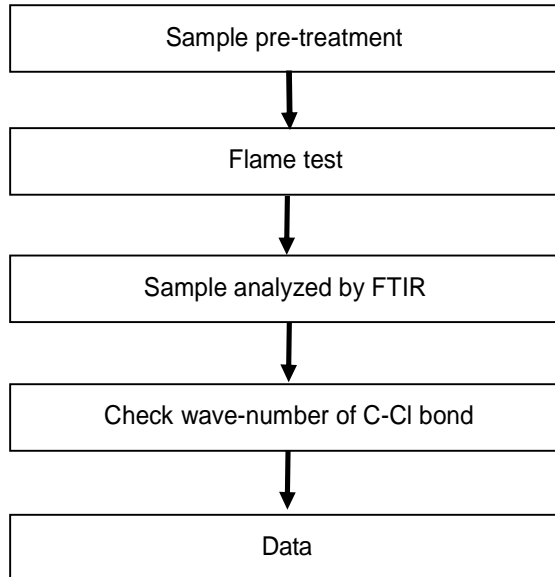 Sample pre-treatment
Flame test
Sample analyzed by FTIR
Check wave-number of C-Cl bond
Data